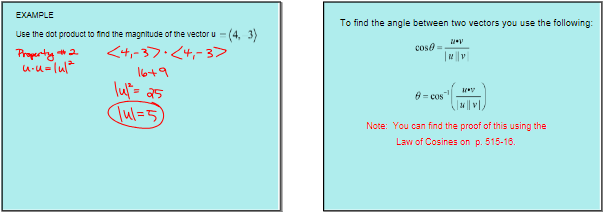 EXAMPLE
Use the dot product to find the magnitude of the vector u = ⟨4, 3⟩
Property #2
u·u=|u|²
<4,-3>·<4,-3>
16+9
|u|²= 25
|u|=5
To find the angle between two vectors you use the following:
cosθ = u•v / |u||v|
θ = cos⁻¹(u•v / |u||v|)
Note: You can find the proof of this using the
Law of Cosines on p. 515-16.